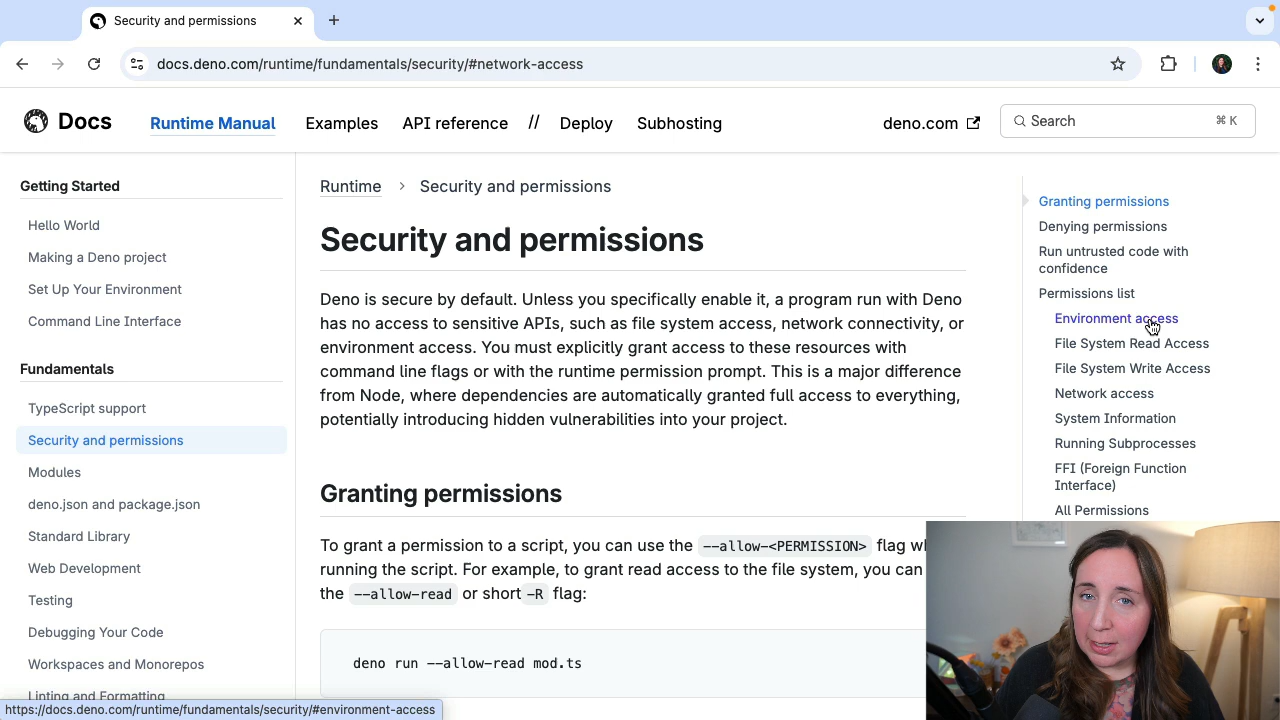 Security and permissions
docs.deno.com/runtime/fundamentals/security/#network-access
Docs
Runtime Manual
Examples
API reference
//
Deploy
Subhosting
deno.com
Search
⌘ K
Getting Started
Hello World
Making a Deno project
Set Up Your Environment
Command Line Interface
Fundamentals
TypeScript support
Security and permissions
Modules
deno.json and package.json
Standard Library
Web Development
Testing
Debugging Your Code
Workspaces and Monorepos
Linting and Formatting
https://docs.deno.com/runtime/fundamentals/security/#environment-access
Runtime > Security and permissions
Security and permissions
Deno is secure by default. Unless you specifically enable it, a program run with Deno
has no access to sensitive APIs, such as file system access, network connectivity, or
environment access. You must explicitly grant access to these resources with
command line flags or with the runtime permission prompt. This is a major difference
from Node, where dependencies are automatically granted full access to everything,
potentially introducing hidden vulnerabilities into your project.
Granting permissions
To grant a permission to a script, you can use the --allow-<PERMISSION> flag
running the script. For example, to grant read access to the file system, you can
the --allow-read or short -R flag:
deno run --allow-read mod.ts
Granting permissions
Denying permissions
Run untrusted code with
confidence
Permissions list
Environment access
File System Read Access
File System Write Access
Network access
System Information
Running Subprocesses
FFI (Foreign Function
Interface)
All Permissions